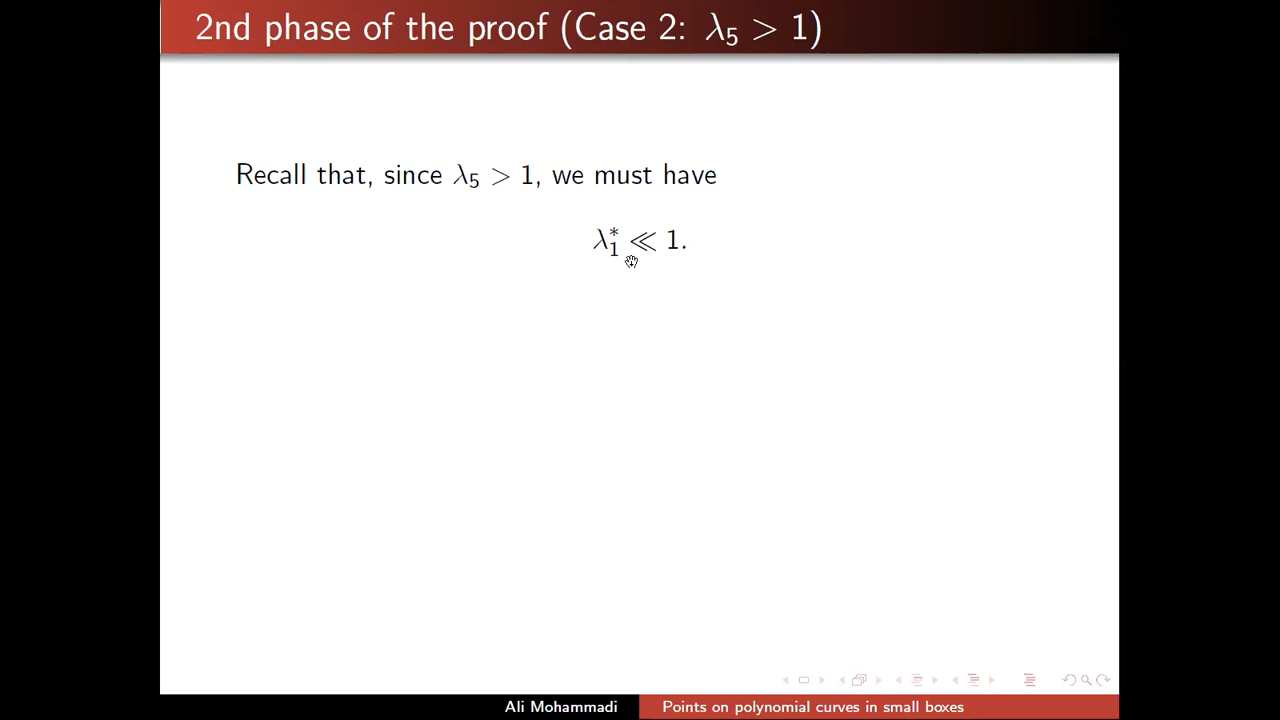 2nd phase of the proof (Case 2: λ₅ > 1)
Recall that, since λ₅ > 1, we must have
λ₁* ≪ 1.
Ali Mohammadi
Points on polynomial curves in small boxes